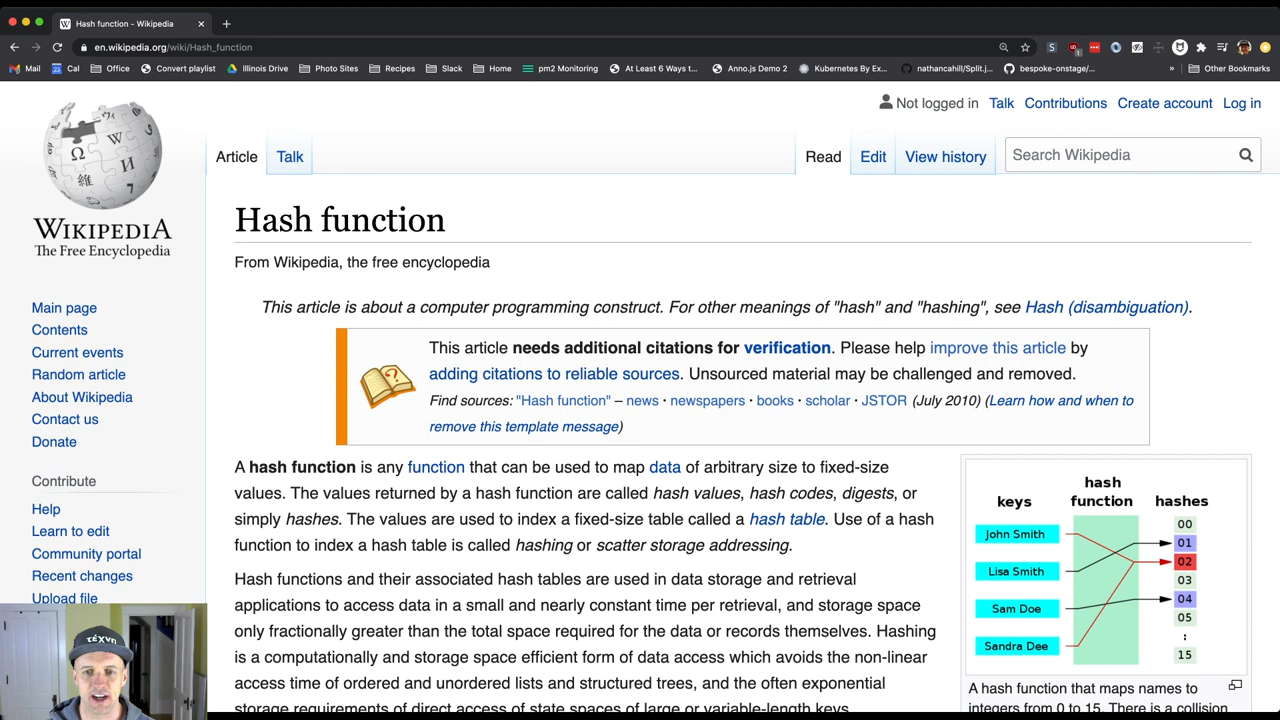 Hash function - Wikipedia
en.wikipedia.org/wiki/Hash_function
Mail Cal Office Convert playlist Illinois Drive Photo Sites Recipes Slack Home pm2 Monitoring At Least 6 Ways t... Anno.js Demo 2 Kubernetes By Ex... nathancahill/Split.j... bespoke-onstage/... » Other Bookmarks
Not logged in Talk Contributions Create account Log in
Article Talk Read Edit View history Search Wikipedia
WIKIPEDIA
The Free Encyclopedia
Main page
Contents
Current events
Random article
About Wikipedia
Contact us
Donate
Contribute
Help
Learn to edit
Community portal
Recent changes
Upload file
τέχνη
Hash function
From Wikipedia, the free encyclopedia
This article is about a computer programming construct. For other meanings of "hash" and "hashing", see Hash (disambiguation).
This article needs additional citations for verification. Please help improve this article by
adding citations to reliable sources. Unsourced material may be challenged and removed.
Find sources: "Hash function" – news · newspapers · books · scholar · JSTOR (July 2010) (Learn how and when to
remove this template message)
A hash function is any function that can be used to map data of arbitrary size to fixed-size
values. The values returned by a hash function are called hash values, hash codes, digests, or
simply hashes. The values are used to index a fixed-size table called a hash table. Use of a hash
function to index a hash table is called hashing or scatter storage addressing.
Hash functions and their associated hash tables are used in data storage and retrieval
applications to access data in a small and nearly constant time per retrieval, and storage space
only fractionally greater than the total space required for the data or records themselves. Hashing
is a computationally and storage space efficient form of data access which avoids the non-linear
access time of ordered and unordered lists and structured trees, and the often exponential
storage requirements of direct access of state spaces of large or variable-length keys.
keys
hash
function
hashes
John Smith
Lisa Smith
Sam Doe
Sandra Dee
00
01
02
03
04
05
:
15
A hash function that maps names to
integers from 0 to 15. There is a collision